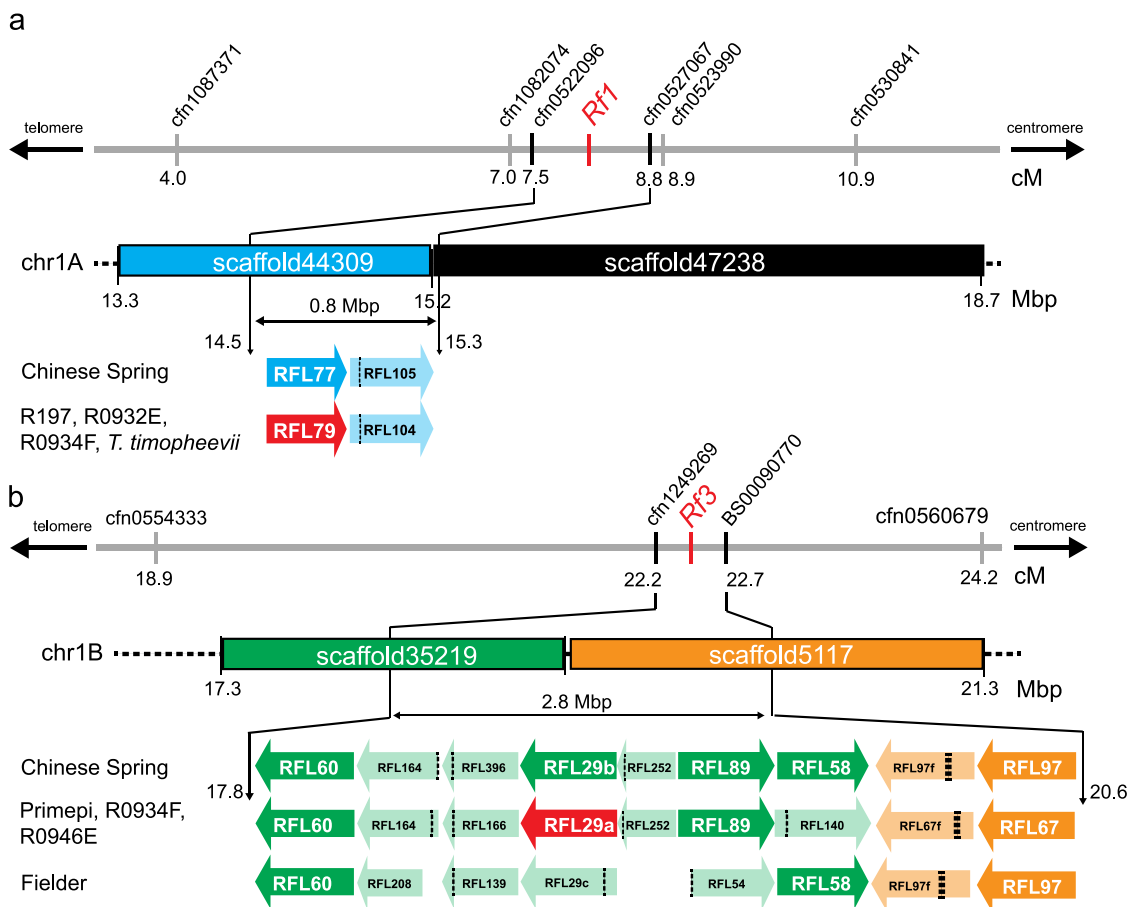 a
cfn1087371
cfn1082074
cfn0522096
Rf1
cfn0527067
cfn0523990
cfn0530841
telomere
centromere
4.0
7.0
7.5
8.8
8.9
10.9
cM
chr1A
scaffold44309
scaffold47238
13.3
15.2
18.7
Mbp
0.8 Mbp
14.5
15.3
Chinese Spring
RFL77
RFL105
R197, R0932E,
R0934F, T. timopheevii
RFL79
RFL104
b
cfn0554333
cfn1249269
Rf3
BS00090770
cfn0560679
telomere
centromere
18.9
22.2
22.7
24.2
cM
chr1B
scaffold35219
scaffold5117
17.3
21.3
Mbp
2.8 Mbp
17.8
20.6
Chinese Spring
RFL60
RFL164
RFL396
RFL29b
RFL252
RFL89
RFL58
RFL97f
RFL97
Primepi, R0934F,
R0946E
RFL60
RFL164
RFL166
RFL29a
RFL252
RFL89
RFL140
RFL67f
RFL67
Fielder
RFL60
RFL208
RFL139
RFL29c
RFL54
RFL58
RFL97f
RFL97